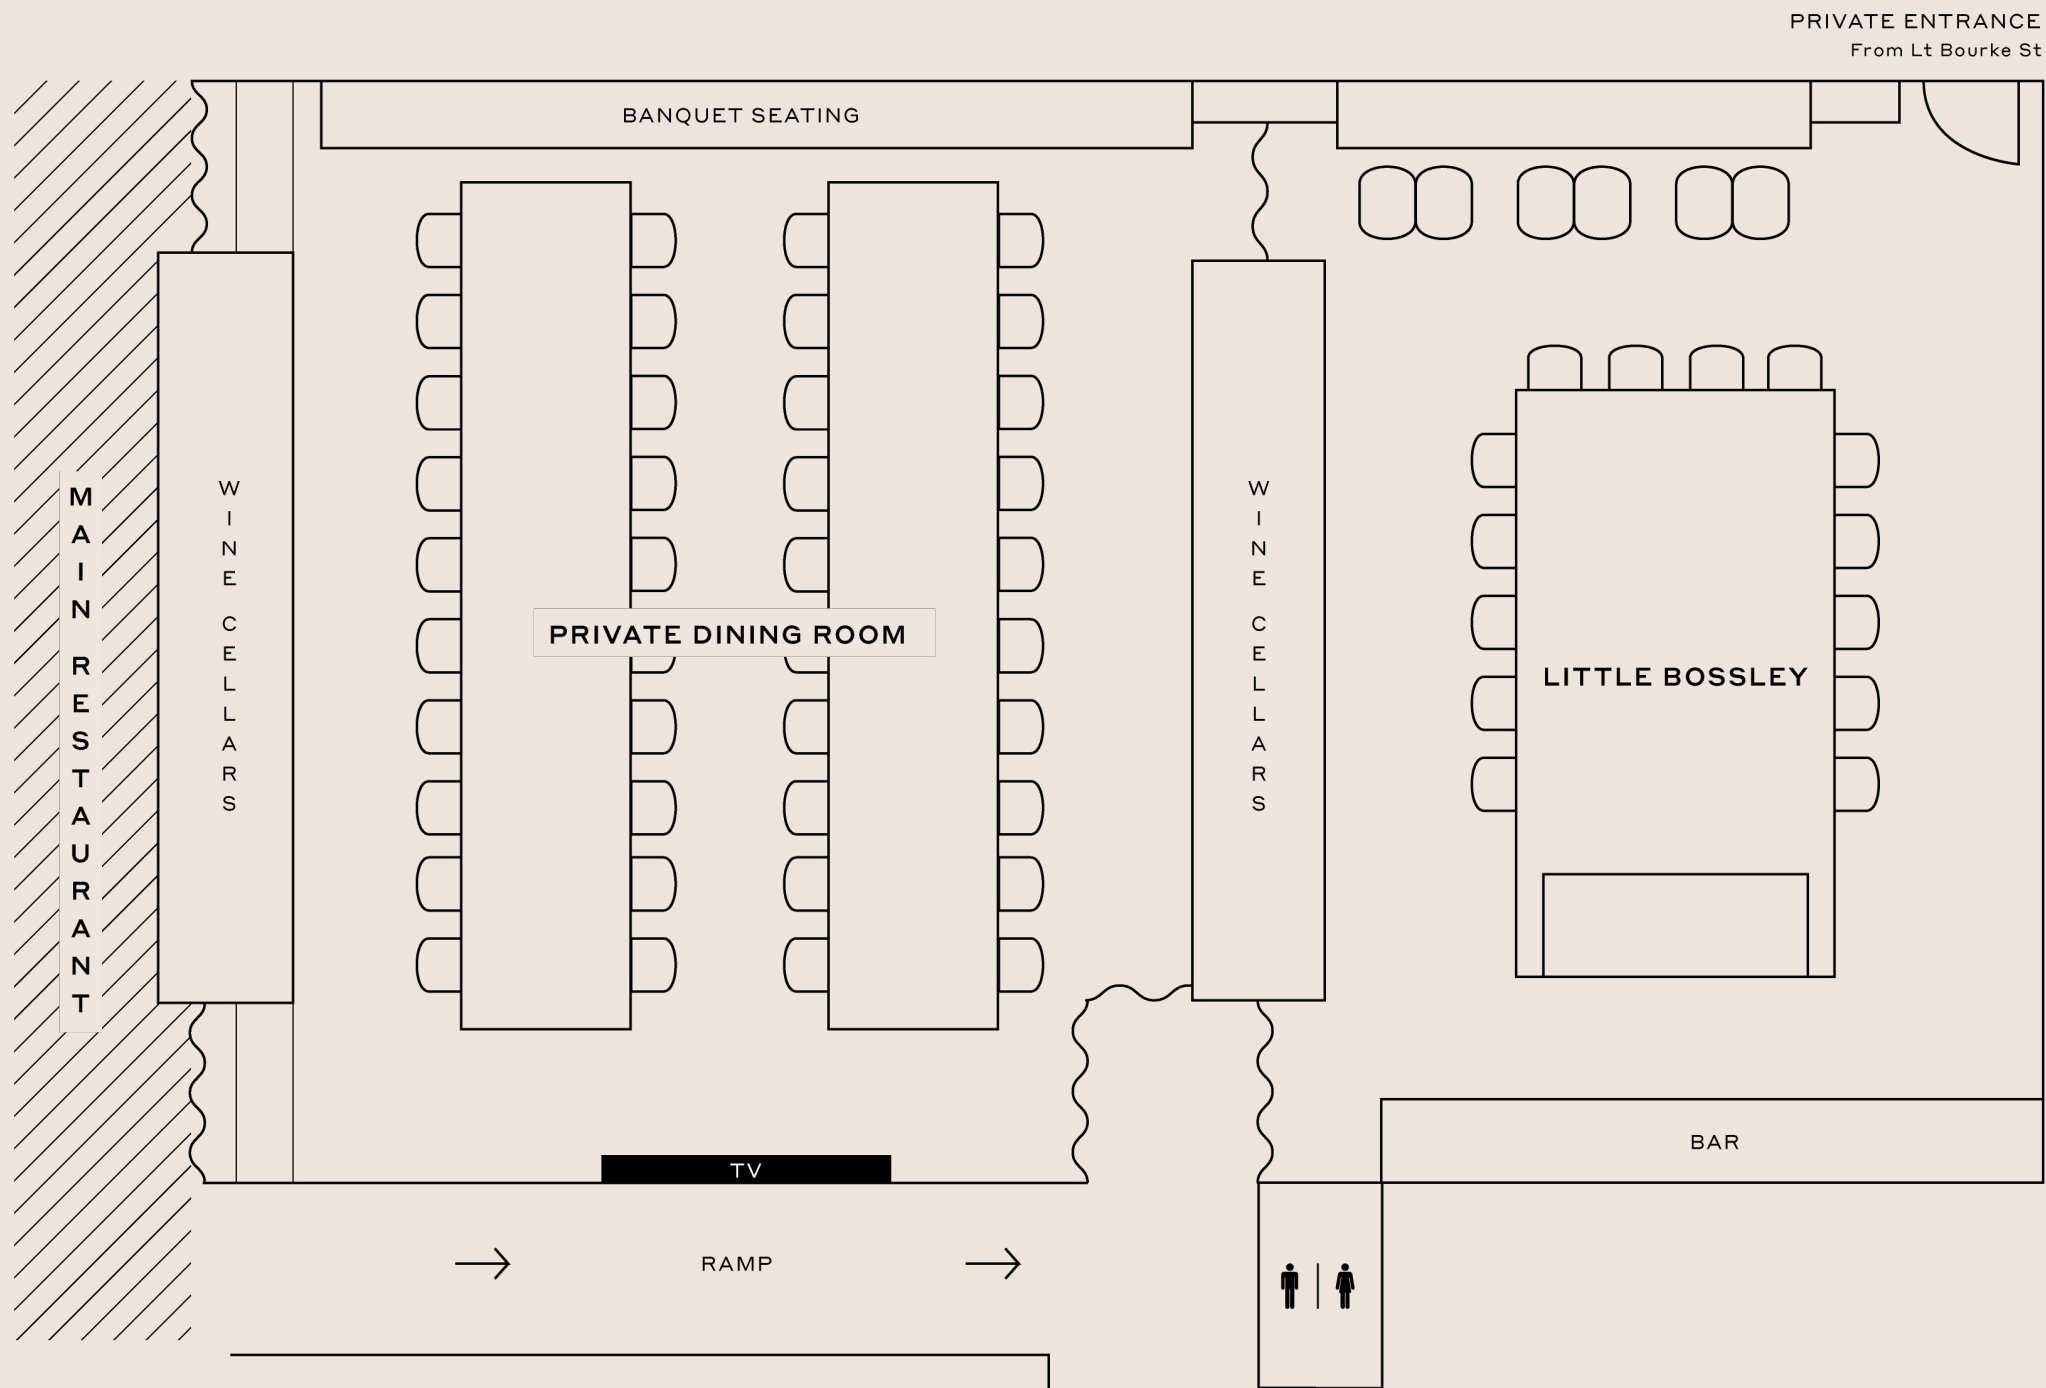 PRIVATE ENTRANCE
From Lt Bourke St
BANQUET SEATING
MAIN RESTAURANT
WINE CELLARS
PRIVATE DINING ROOM
WINE CELLARS
LITTLE BOSSLEY
BAR
TV
RAMP